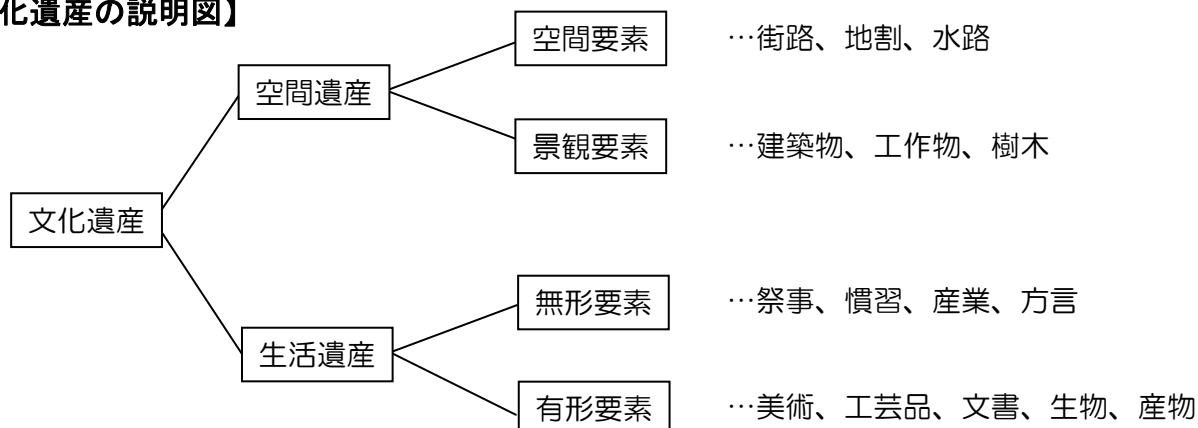 化遺産の説明図】
空間要素 …街路、地割、水路
空間遺産
景観要素 …建築物、工作物、樹木
文化遺産
無形要素 …祭事、慣習、産業、方言
生活遺産
有形要素 …美術、工芸品、文書、生物、産物